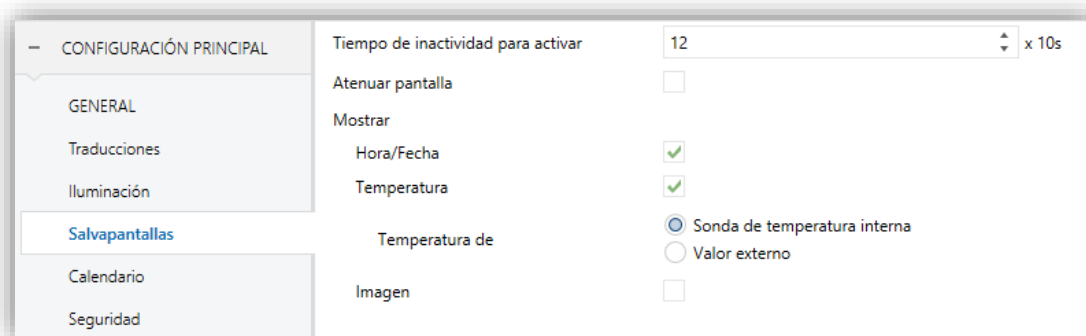 CONFIGURACIÓN PRINCIPAL
GENERAL
Traducciones
Iluminación
Salvapantallas
Calendario
Seguridad
Tiempo de inactividad para activar 12 x 10s
Atenuar pantalla
Mostrar
Hora/Fecha
Temperatura
Temperatura de Sonda de temperatura interna
Valor externo
Imagen